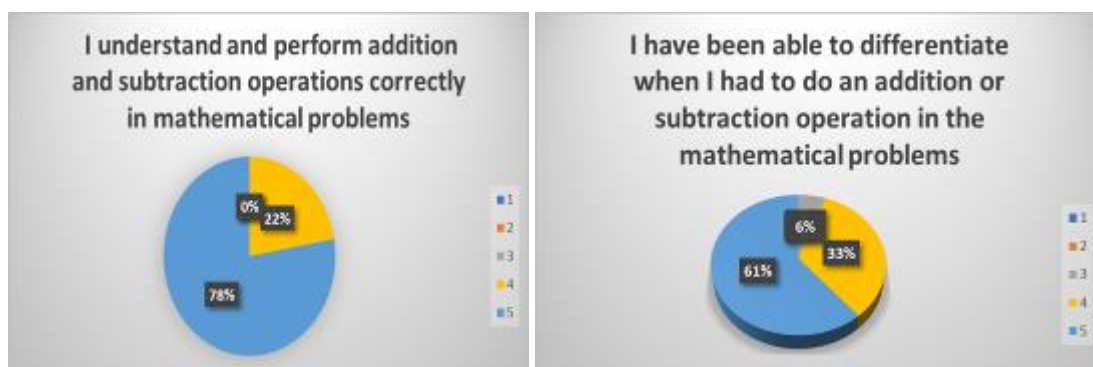 I understand and perform addition
and subtraction operations correctly
in mathematical problems
0%
22%
78%
1
2
3
4
5
I have been able to differentiate
when I had to do an addition or
subtraction operation in the
mathematical problems
6%
33%
61%
1
2
3
4
5